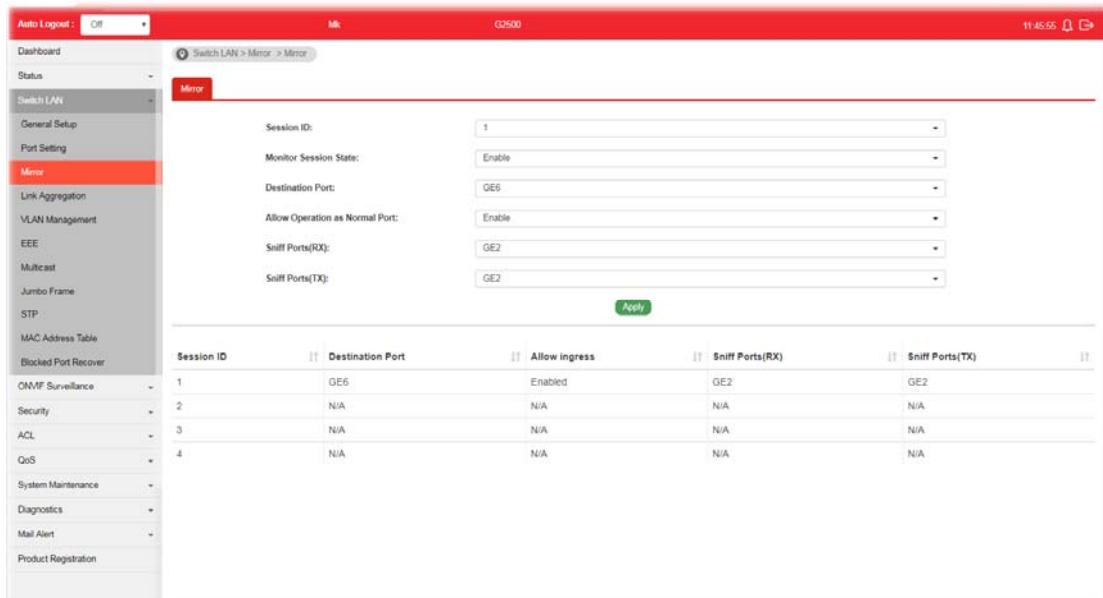 Auto Logout : Off Mk G2500 11:45:55
Dashboard
Status
Switch LAN
General Setup
Port Setting
Mirror
Link Aggregation
VLAN Management
EEE
Multicast
Jumbo Frame
STP
MAC Address Table
Blocked Port Recover
ONVIF Surveillance
Security
ACL
QoS
System Maintenance
Diagnostics
Mail Alert
Product Registration
Switch LAN > Mirror > Mirror
Mirror
Session ID: 1
Monitor Session State: Enable
Destination Port: GE6
Allow Operation as Normal Port: Enable
Sniff Ports(RX): GE2
Sniff Ports(TX): GE2
Apply
Session ID Destination Port Allow ingress Sniff Ports(RX) Sniff Ports(TX)
1 GE6 Enabled GE2 GE2
2 N/A N/A N/A N/A
3 N/A N/A N/A N/A
4 N/A N/A N/A N/A